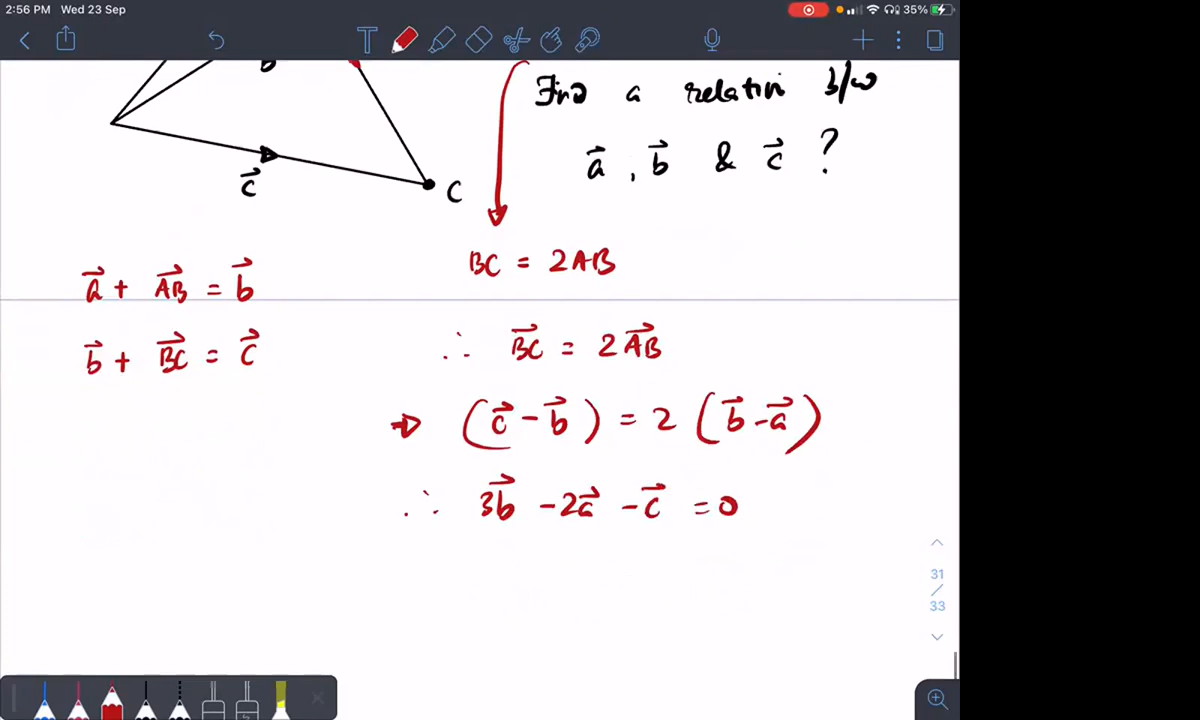 2:56 PM Wed 23 Sep 35%
T
Find a relation b/w
a⃗, b⃗ & c⃗ ?
c⃗
C
BC = 2AB
a⃗ + AB⃗ = b⃗
b⃗ + BC⃗ = c⃗
∴ BC⃗ = 2AB⃗
⇒ (c⃗ - b⃗) = 2(b⃗ - a⃗)
∴ 3b⃗ - 2a⃗ - c⃗ = 0
31
/
33